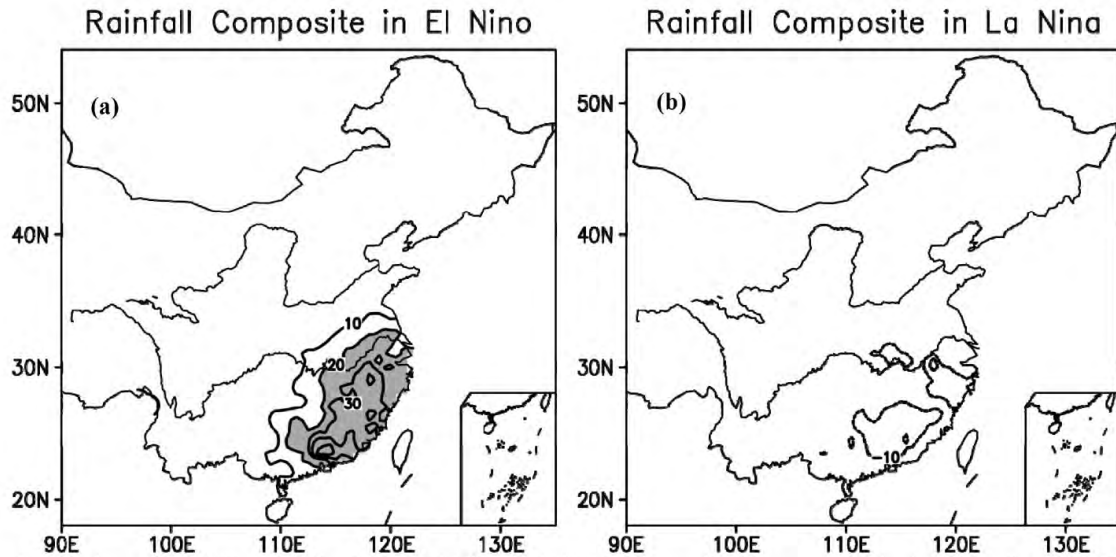 Rainfall Composite in El Nino
Rainfall Composite in La Nina
(a)
(b)
50N
40N
30N
20N
50N
40N
30N
20N
10
20
30
-10
90E 100E 110E 120E 130E
90E 100E 110E 120E 130E